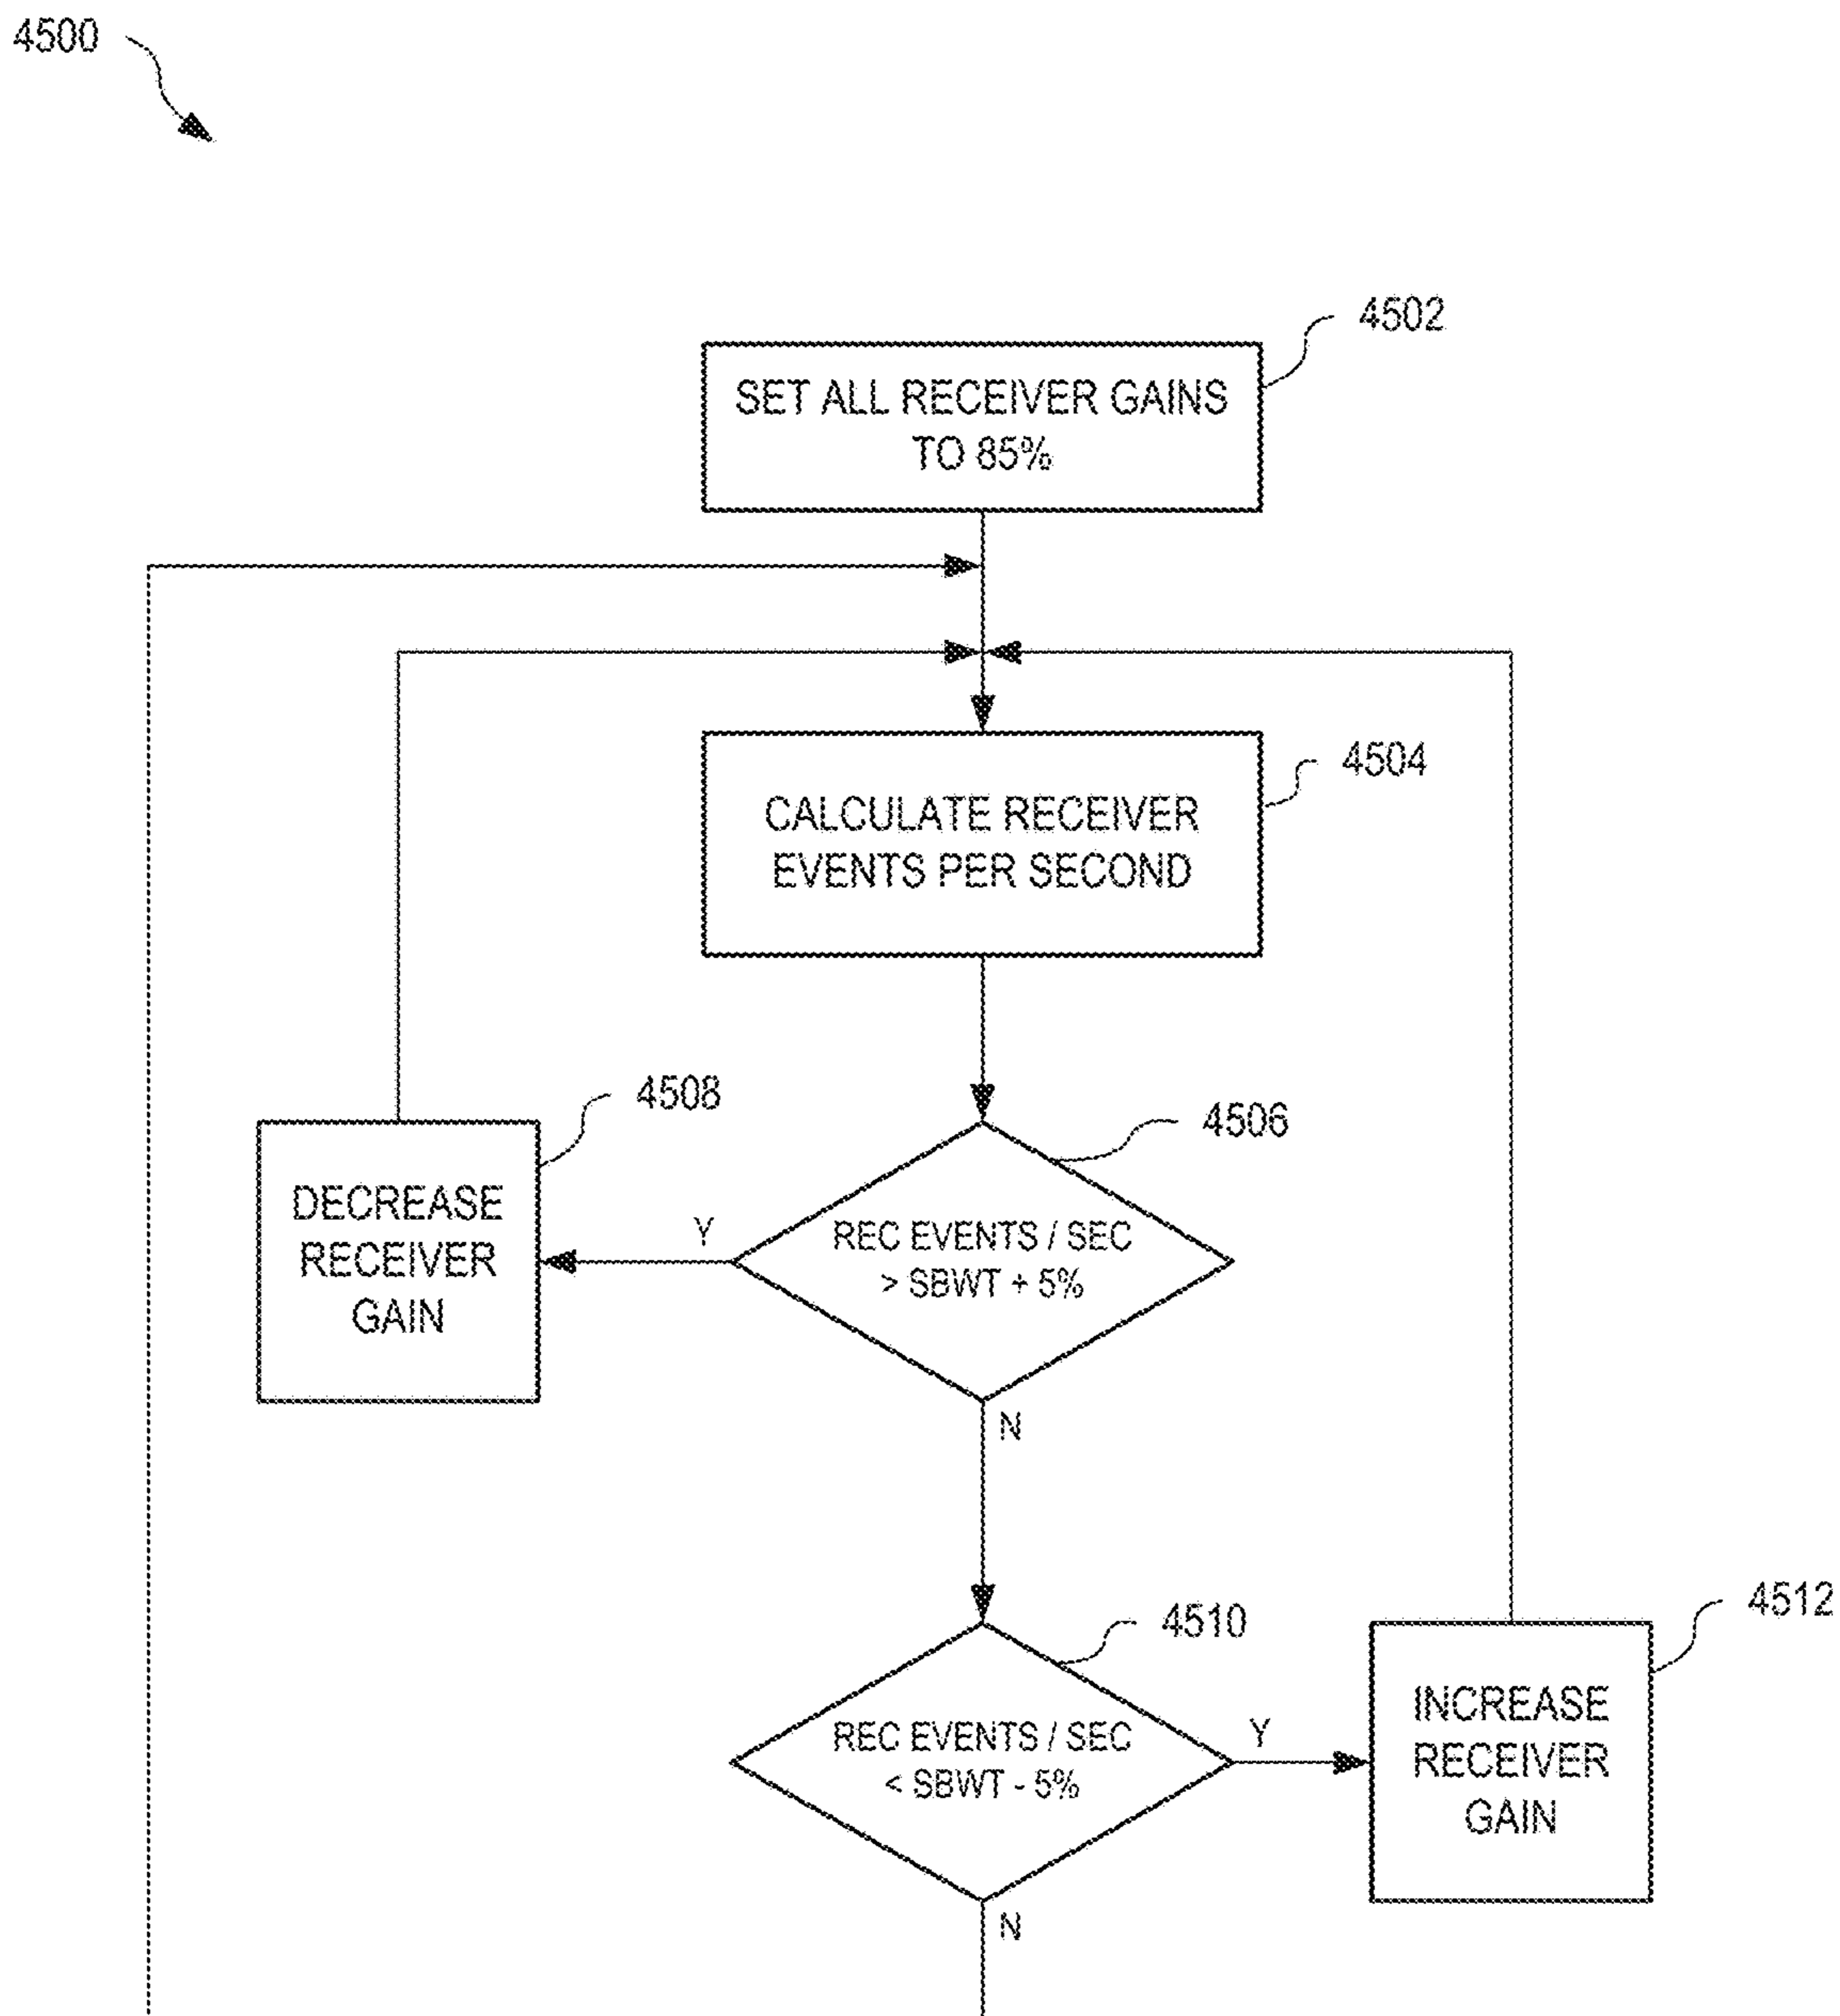 4500
4502
SET ALL RECEIVER GAINS
TO 85%
4504
CALCULATE RECEIVER
EVENTS PER SECOND
4508
4506
DECREASE
RECEIVER
GAIN
Y
REC EVENTS / SEC
> SBWT + 5%
N
4510
4512
REC EVENTS / SEC
< SBWT - 5%
Y
INCREASE
RECEIVER
GAIN
N